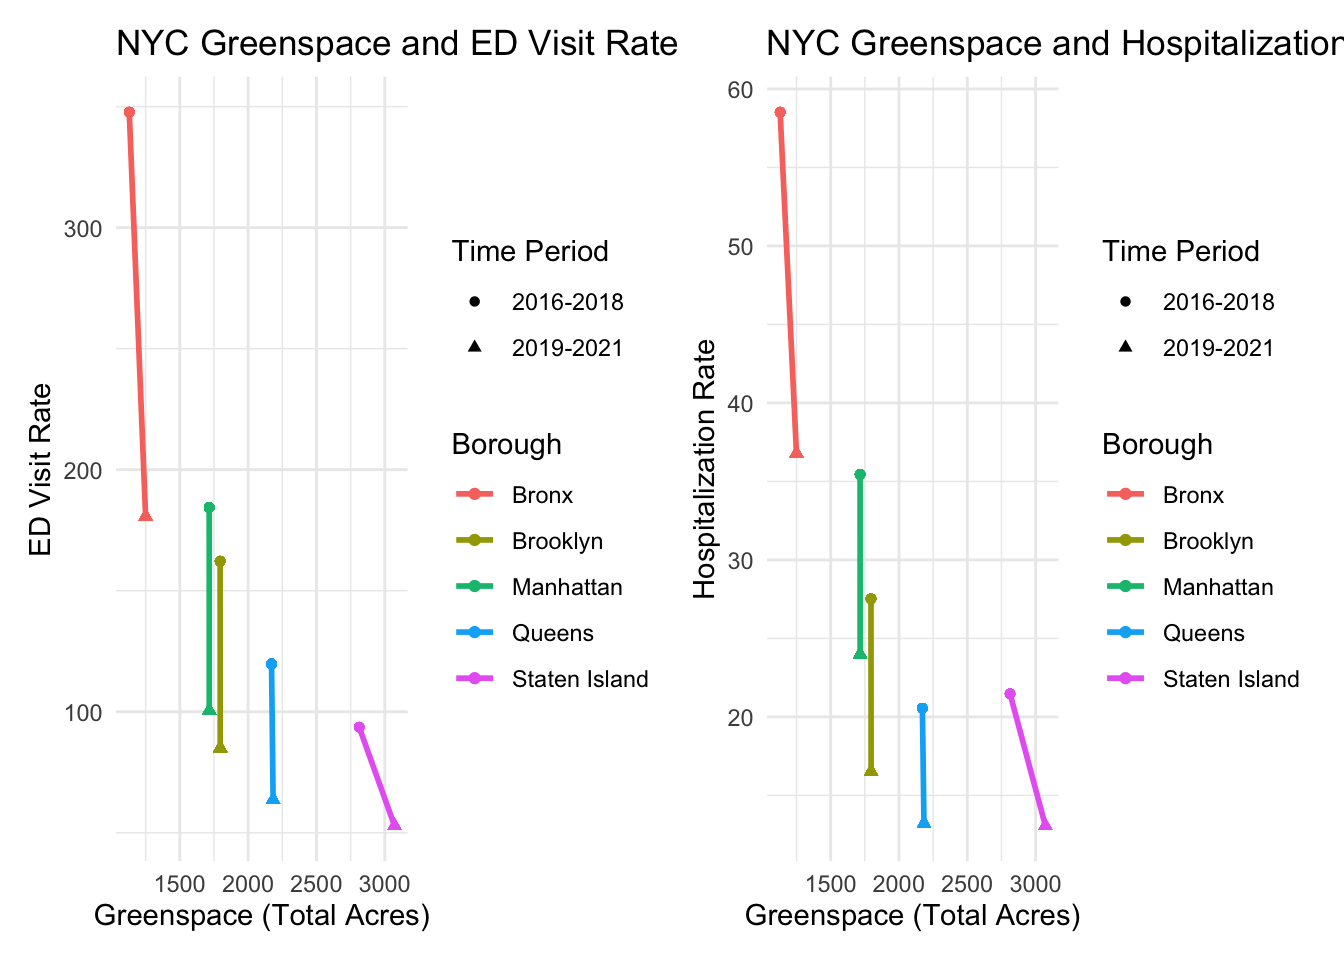 NYC Greenspace and ED Visit Rate
300
200
100
ED Visit Rate
1500 2000 2500 3000
Greenspace (Total Acres)
Time Period
2016-2018
2019-2021
Borough
Bronx
Brooklyn
Manhattan
Queens
Staten Island
NYC Greenspace and Hospitalization
60
50
40
30
20
Hospitalization Rate
1500 2000 2500 3000
Greenspace (Total Acres)
Time Period
2016-2018
2019-2021
Borough
Bronx
Brooklyn
Manhattan
Queens
Staten Island